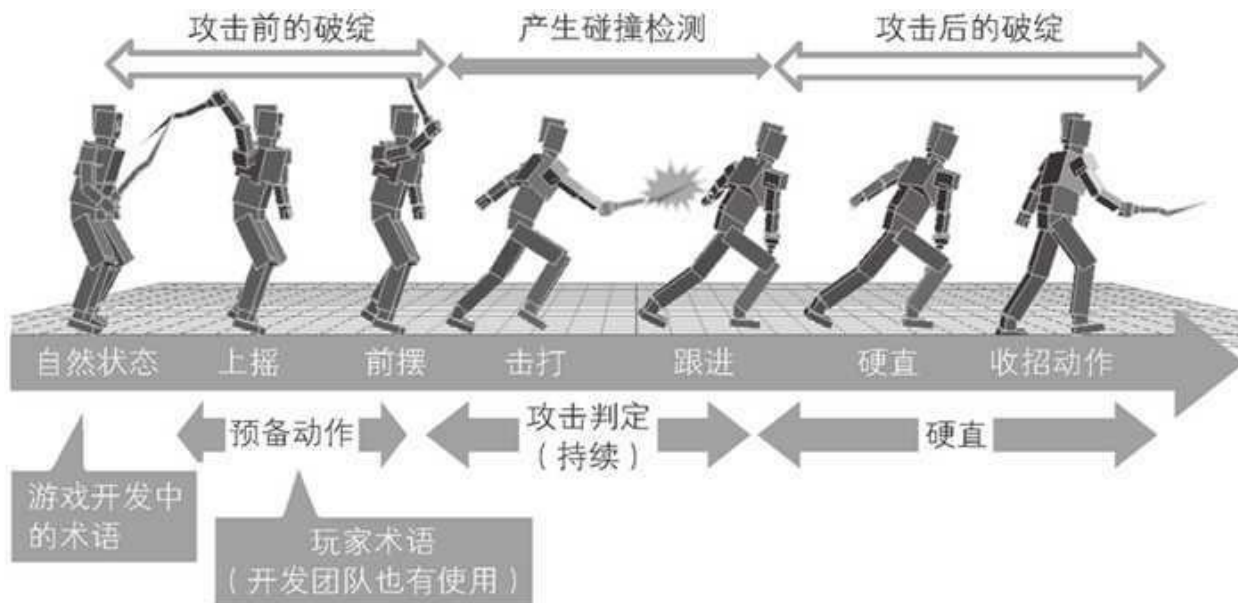 攻击前的破绽
产生碰撞检测
攻击后的破绽
自然状态
上摇
前摆
击打
跟进
硬直
收招动作
预备动作
攻击判定
（持续）
硬直
游戏开发中
的术语
玩家术语
（开发团队也有使用）